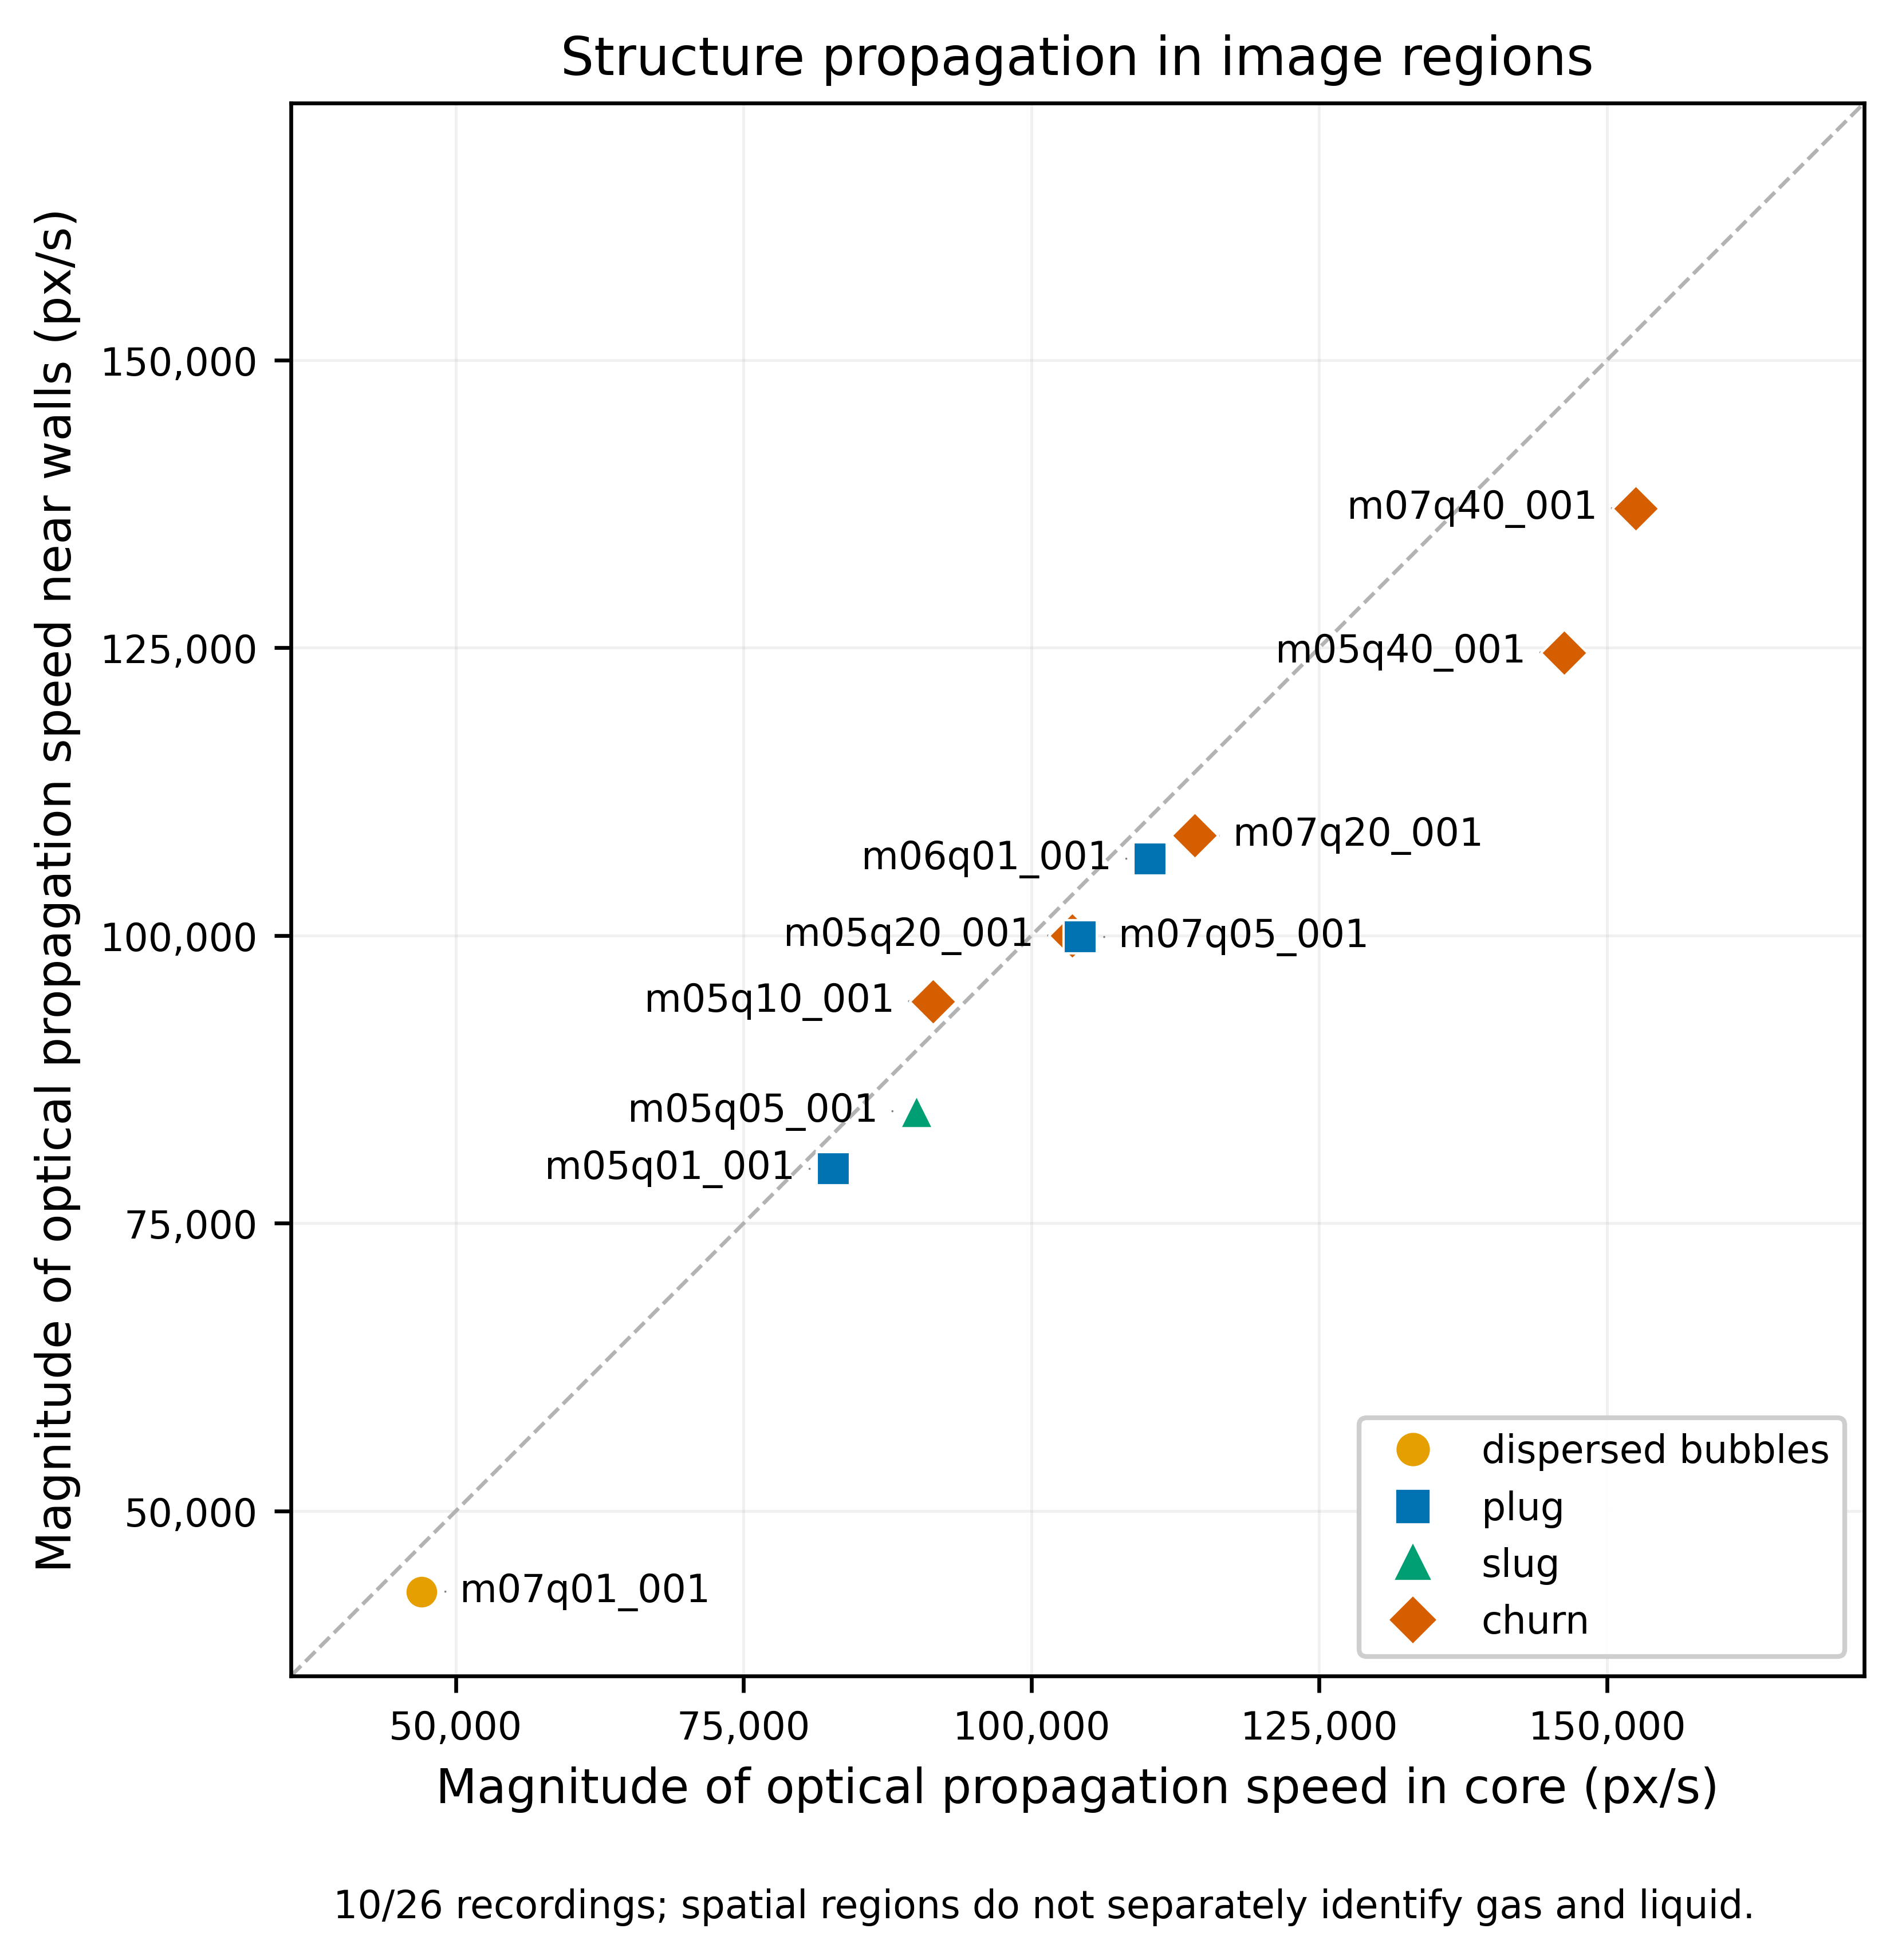 Structure propagation in image regions
Magnitude of optical propagation speed near walls (px/s)
150,000
125,000
100,000
75,000
50,000
m07q40_001
m05q40_001
m07q20_001
m06q01_001
m05q20_001
m07q05_001
m05q10_001
m05q05_001
m05q01_001
m07q01_001
dispersed bubbles
plug
slug
churn
50,000
75,000
100,000
125,000
150,000
Magnitude of optical propagation speed in core (px/s)
10/26 recordings; spatial regions do not separately identify gas and liquid.